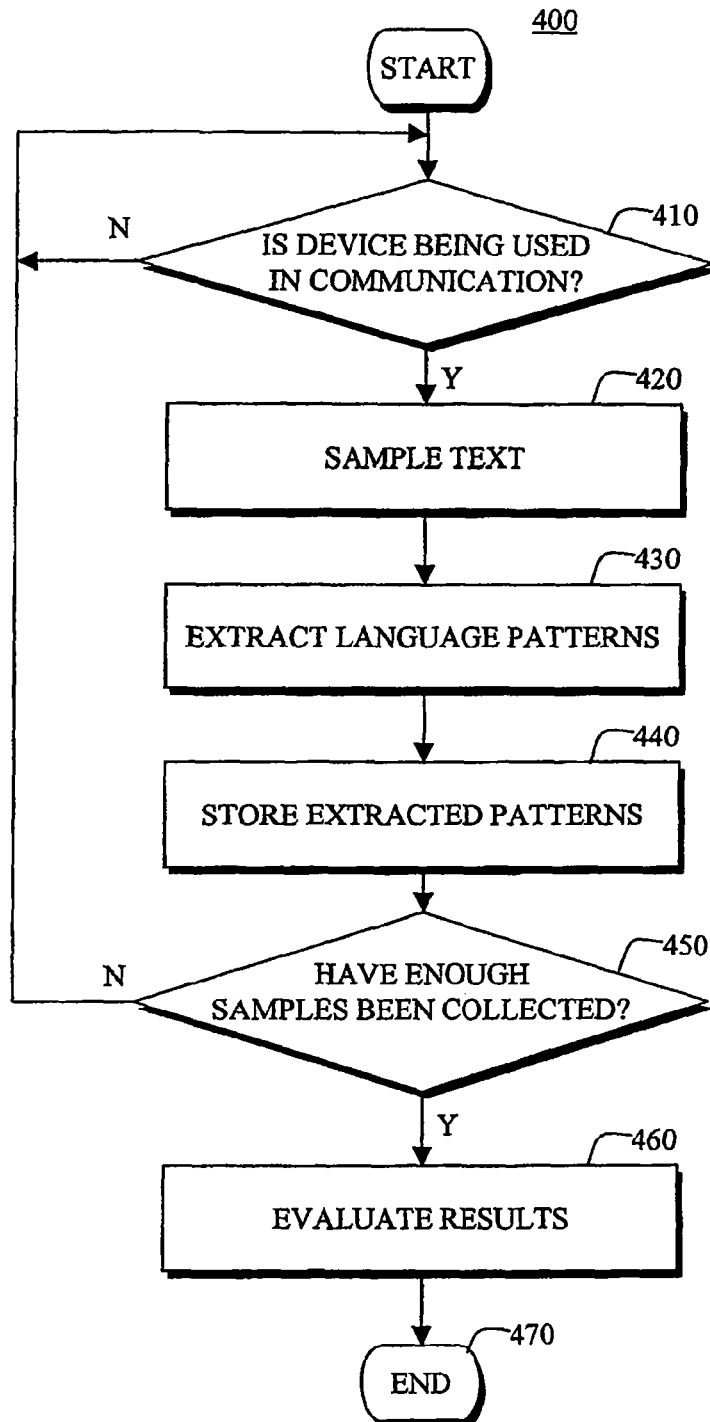 400
START
410
N
IS DEVICE BEING USED
IN COMMUNICATION?
Y
420
SAMPLE TEXT
430
EXTRACT LANGUAGE PATTERNS
440
STORE EXTRACTED PATTERNS
450
N
HAVE ENOUGH
SAMPLES BEEN COLLECTED?
Y
460
EVALUATE RESULTS
470
END